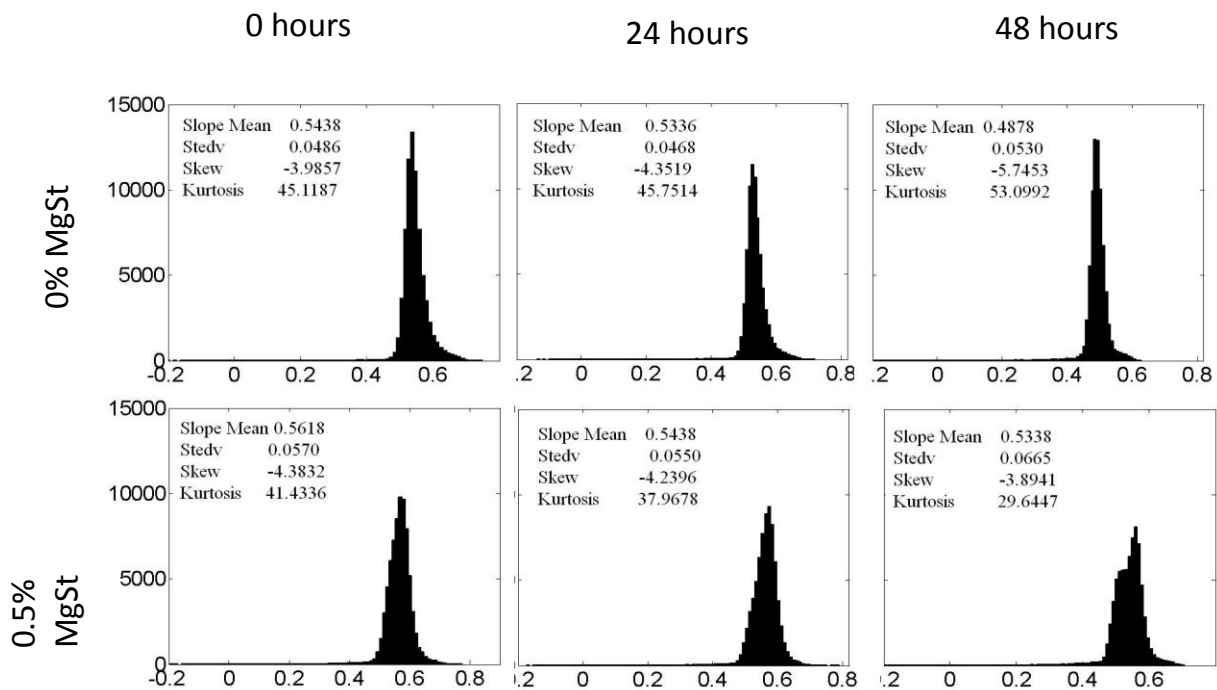 0 hours
24 hours
48 hours
0% MgSt
15000
10000
5000
0
Slope Mean 0.5438
Stedv 0.0486
Skew -3.9857
Kurtosis 45.1187
-0.2 0 0.2 0.4 0.6
Slope Mean 0.5336
Stedv 0.0468
Skew -4.3519
Kurtosis 45.7514
.2 0 0.2 0.4 0.6 0.8
Slope Mean 0.4878
Stedv 0.0530
Skew -5.7453
Kurtosis 53.0992
.2 0 0.2 0.4 0.6 0.8
0.5%
MgSt
15000
10000
5000
0
Slope Mean 0.5618
Stedv 0.0570
Skew -4.3832
Kurtosis 41.4336
-0.2 0 0.2 0.4 0.6 0.8
Slope Mean 0.5438
Stedv 0.0550
Skew -4.2396
Kurtosis 37.9678
.2 0 0.2 0.4 0.6 0.8
Slope Mean 0.5338
Stedv 0.0665
Skew -3.8941
Kurtosis 29.6447
.2 0 0.2 0.4 0.6